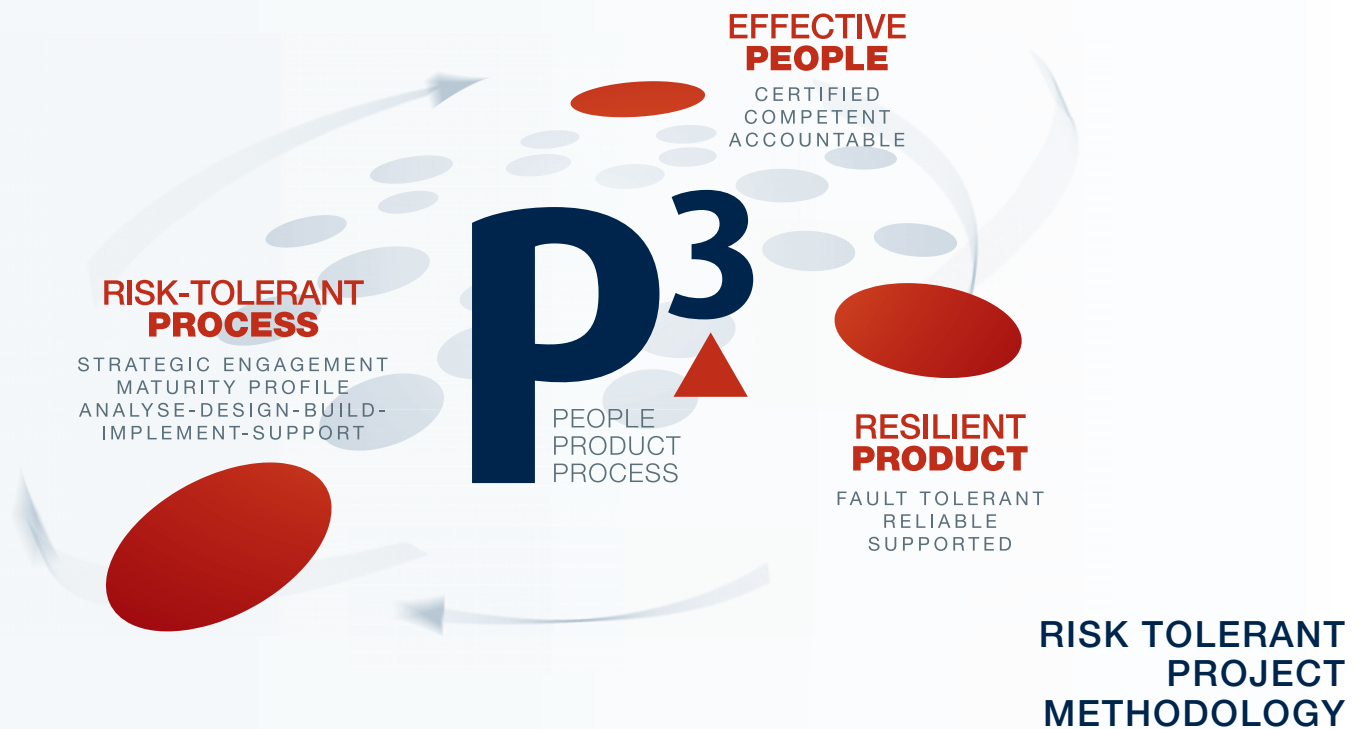 EFFECTIVE
PEOPLE
CERTIFIED
COMPETENT
ACCOUNTABLE
P³
PEOPLE
PRODUCT
PROCESS
RISK-TOLERANT
PROCESS
STRATEGIC ENGAGEMENT
MATURITY PROFILE
ANALYSE-DESIGN-BUILD-
IMPLEMENT-SUPPORT
RESILIENT
PRODUCT
FAULT TOLERANT
RELIABLE
SUPPORTED
RISK TOLERANT
PROJECT
METHODOLOGY